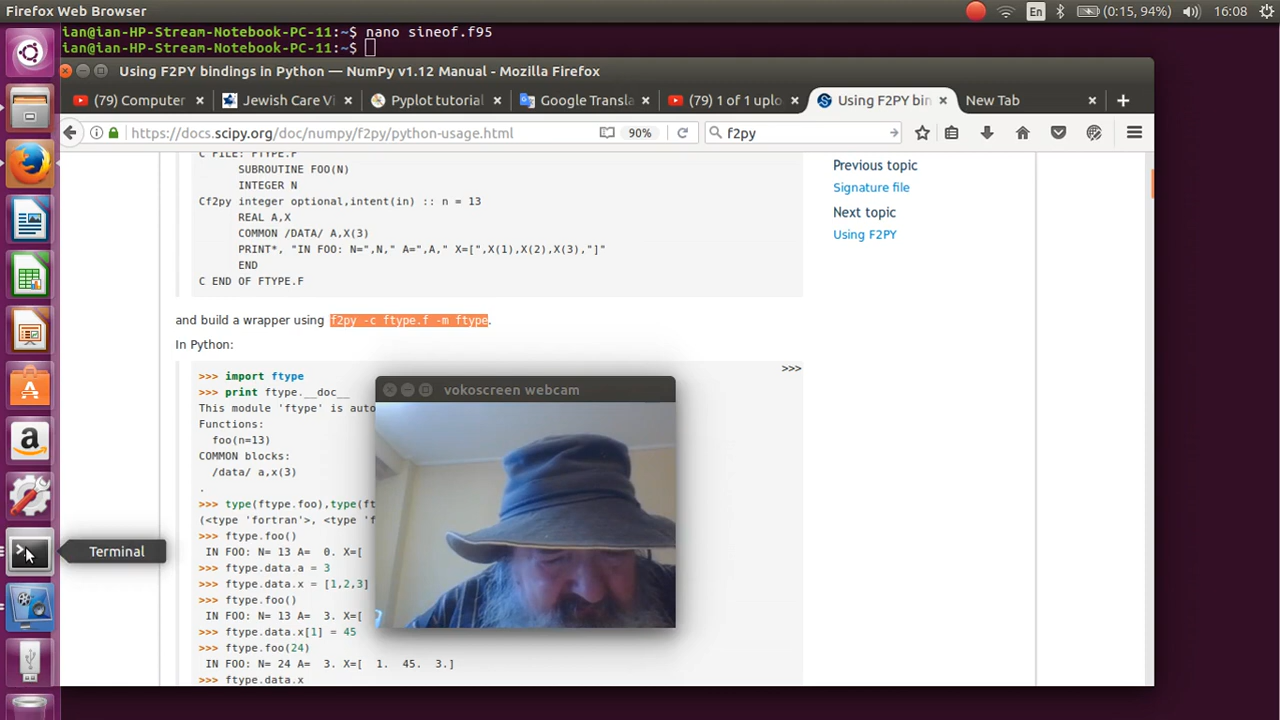 Firefox Web Browser
En
(0:15, 94%)
16:08
ian@ian-HP-Stream-Notebook-PC-11:~$ nano sineof.f95
ian@ian-HP-Stream-Notebook-PC-11:~$
Using F2PY bindings in Python — NumPy v1.12 Manual - Mozilla Firefox
(79) Computer
Jewish Care Vi
Pyplot tutorial
Google Transla
(79) 1 of 1 uplo
Using F2PY bin
New Tab
https://docs.scipy.org/doc/numpy/f2py/python-usage.html
90%
f2py
C FILE: FTYPE.F
SUBROUTINE FOO(N)
INTEGER N
Cf2py integer optional,intent(in) :: n = 13
REAL A,X
COMMON /DATA/ A,X(3)
PRINT*, "IN FOO: N=",N," A=",A," X=[",X(1),X(2),X(3),"]"
END
C END OF FTYPE.F
Previous topic
Signature file
Next topic
Using F2PY
and build a wrapper using f2py -c ftype.f -m ftype.
In Python:
>>>
>>> import ftype
>>> print ftype.__doc__
This module 'ftype' is auto
Functions:
foo(n=13)
COMMON blocks:
/data/ a,x(3)
.
>>> type(ftype.foo),type(ft
(<type 'fortran'>, <type 'f
>>> ftype.foo()
IN FOO: N= 13 A= 0. X=[
>>> ftype.data.a = 3
>>> ftype.data.x = [1,2,3]
>>> ftype.foo()
IN FOO: N= 13 A= 3. X=[
>>> ftype.data.x[1] = 45
>>> ftype.foo(24)
IN FOO: N= 24 A= 3. X=[ 1. 45. 3.]
>>> ftype.data.x
vokoscreen webcam
Terminal